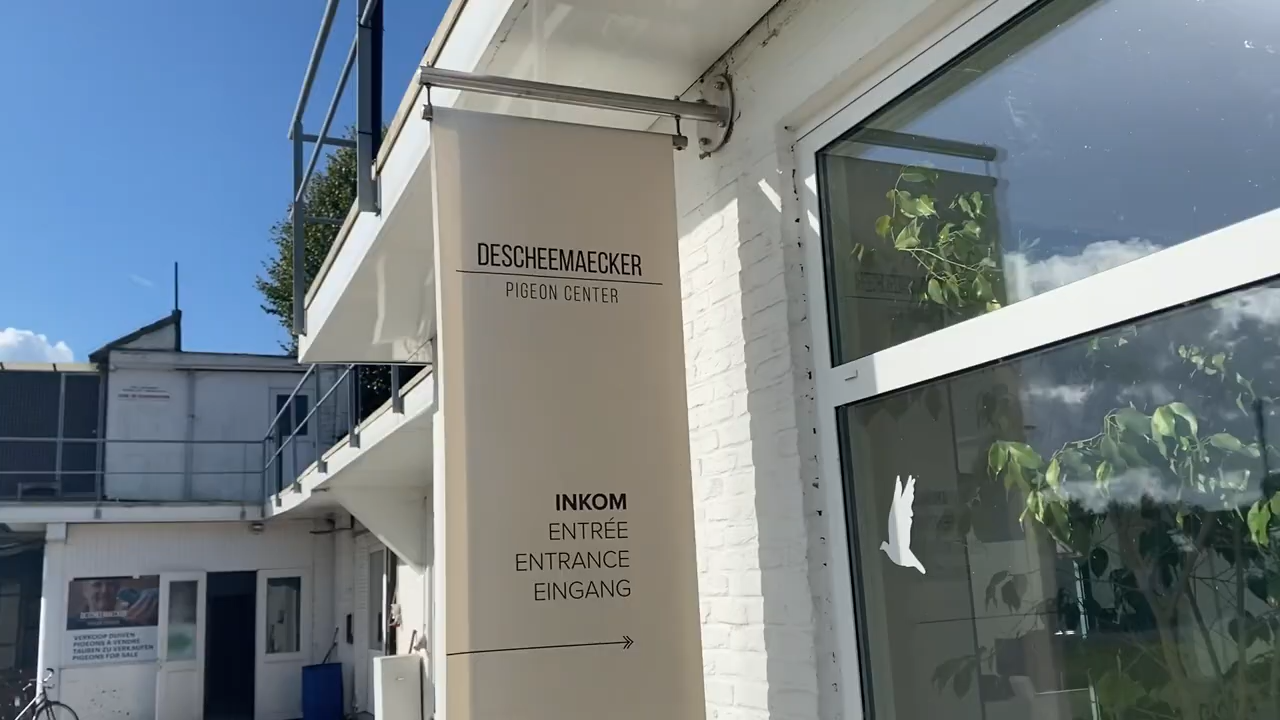 DESCHEEMAECKER
PIGEON CENTER
INKOM
ENTRÉE
ENTRANCE
EINGANG
VERKOOP DUIVEN
PIGEONS À VENDRE
TAUBEN ZU VERKAUFEN
PIGEONS FOR SALE